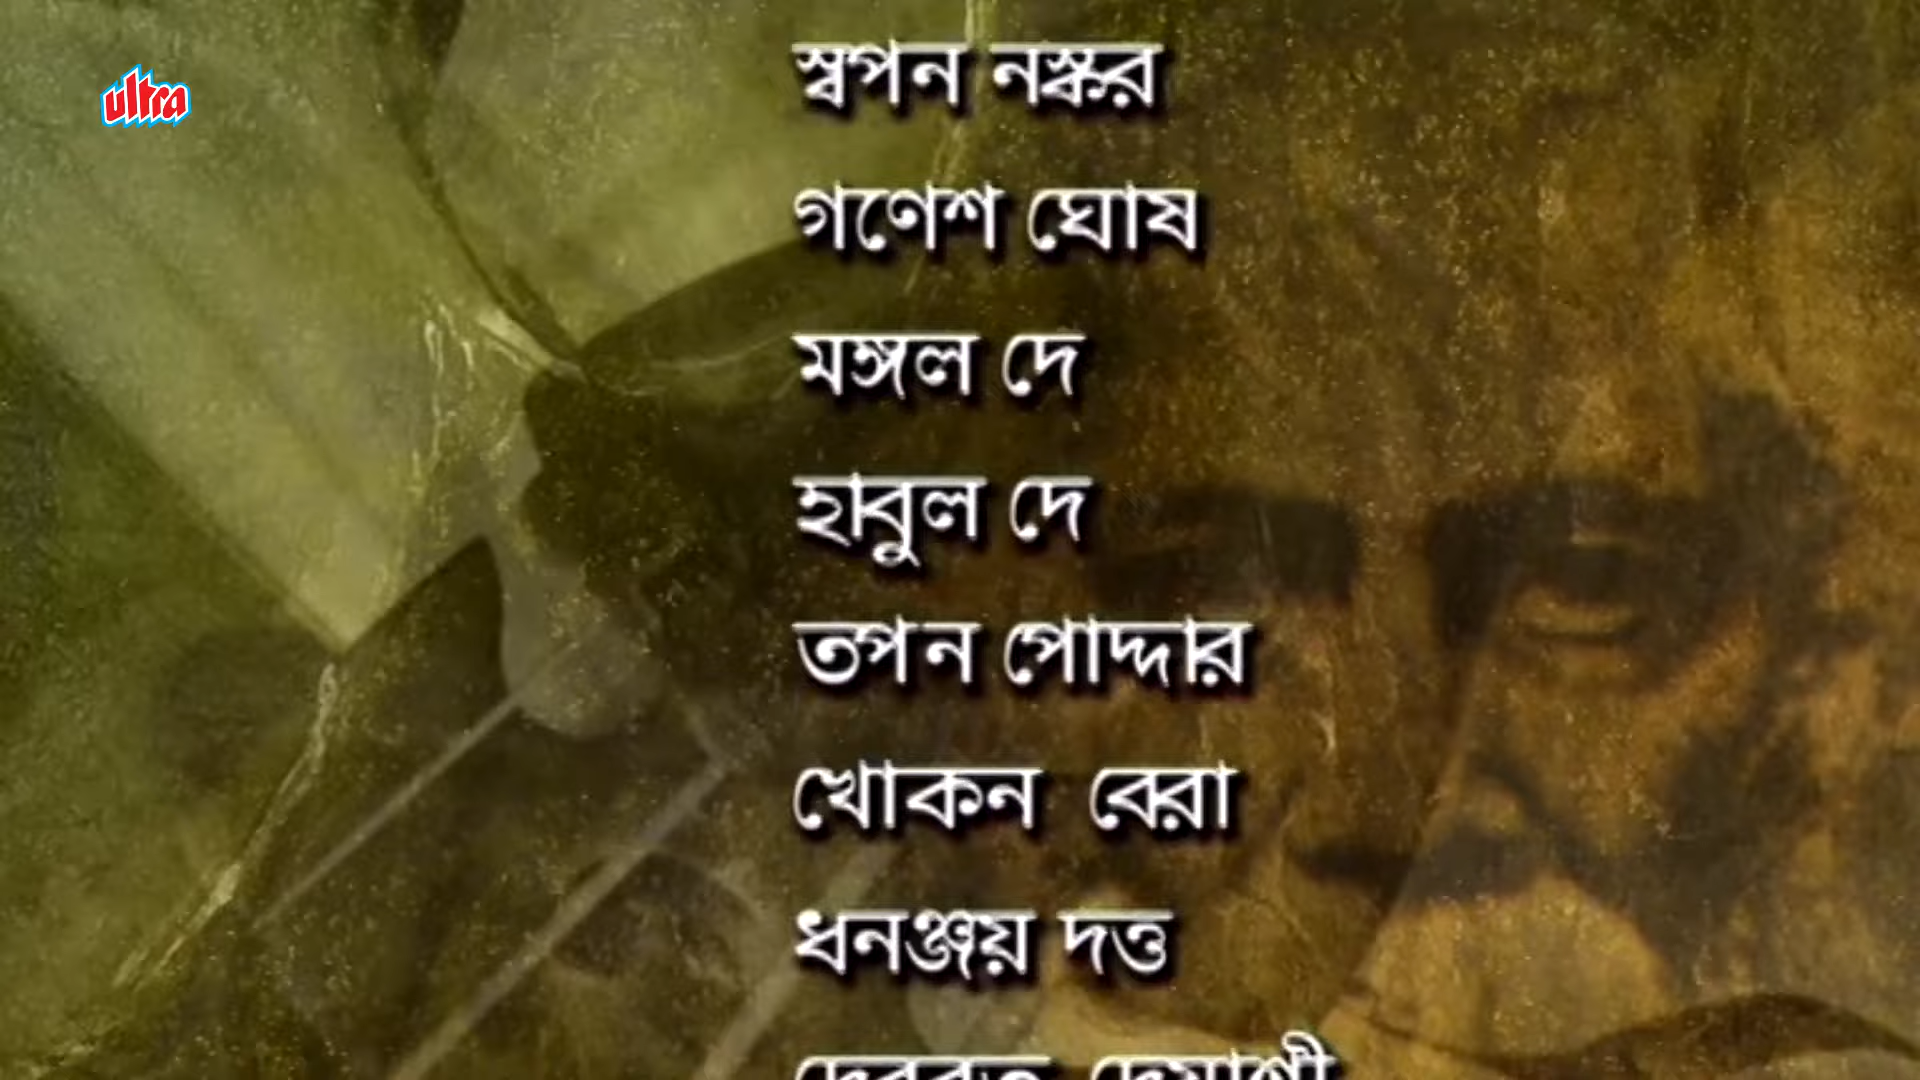 ultra
স্বপন নস্কর
গণেশ ঘোষ
মঙ্গল দে
হাবুল দে
তপন পোদ্দার
খোকন বেরা
ধনঞ্জয় দত্ত